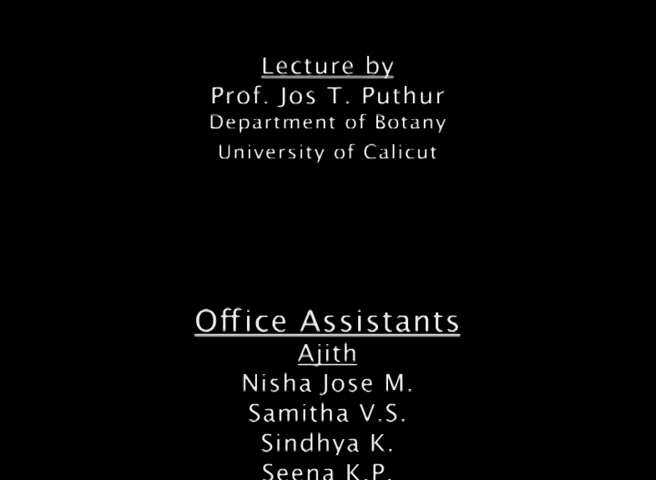 Lecture by
Prof. Jos T. Puthur
Department of Botany
University of Calicut
Office Assistants
Ajith
Nisha Jose M.
Samitha V.S.
Sindhya K.
Seena K.P.